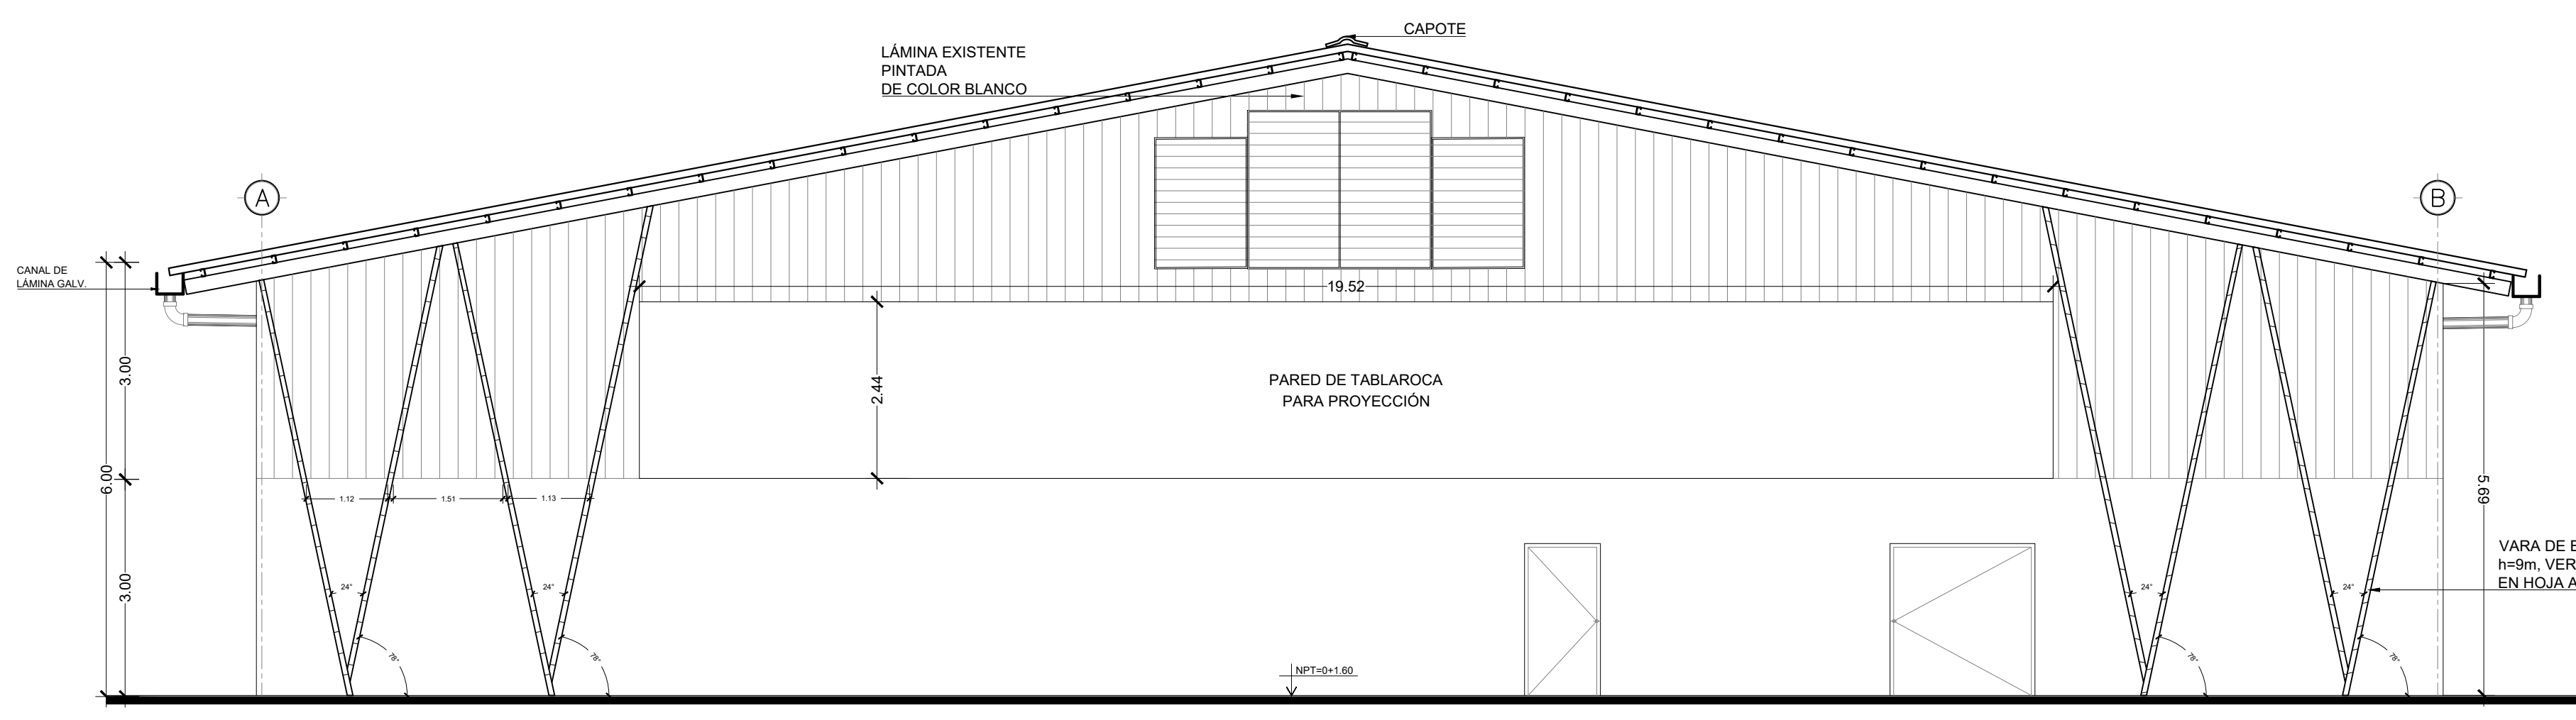 CAPOTE
LÁMINA EXISTENTE
PINTADA
DE COLOR BLANCO
A
B
CANAL DE
LÁMINA GALV.
19.52
3.00
2.44
PARED DE TABLAROCA
PARA PROYECCIÓN
6.00
5.69
1.12
1.51
1.13
VARA DE
h=9m, VER
EN HOJA A
3.00
24°
24°
24°
24°
78°
78°
78°
78°
NPT=0+1.60